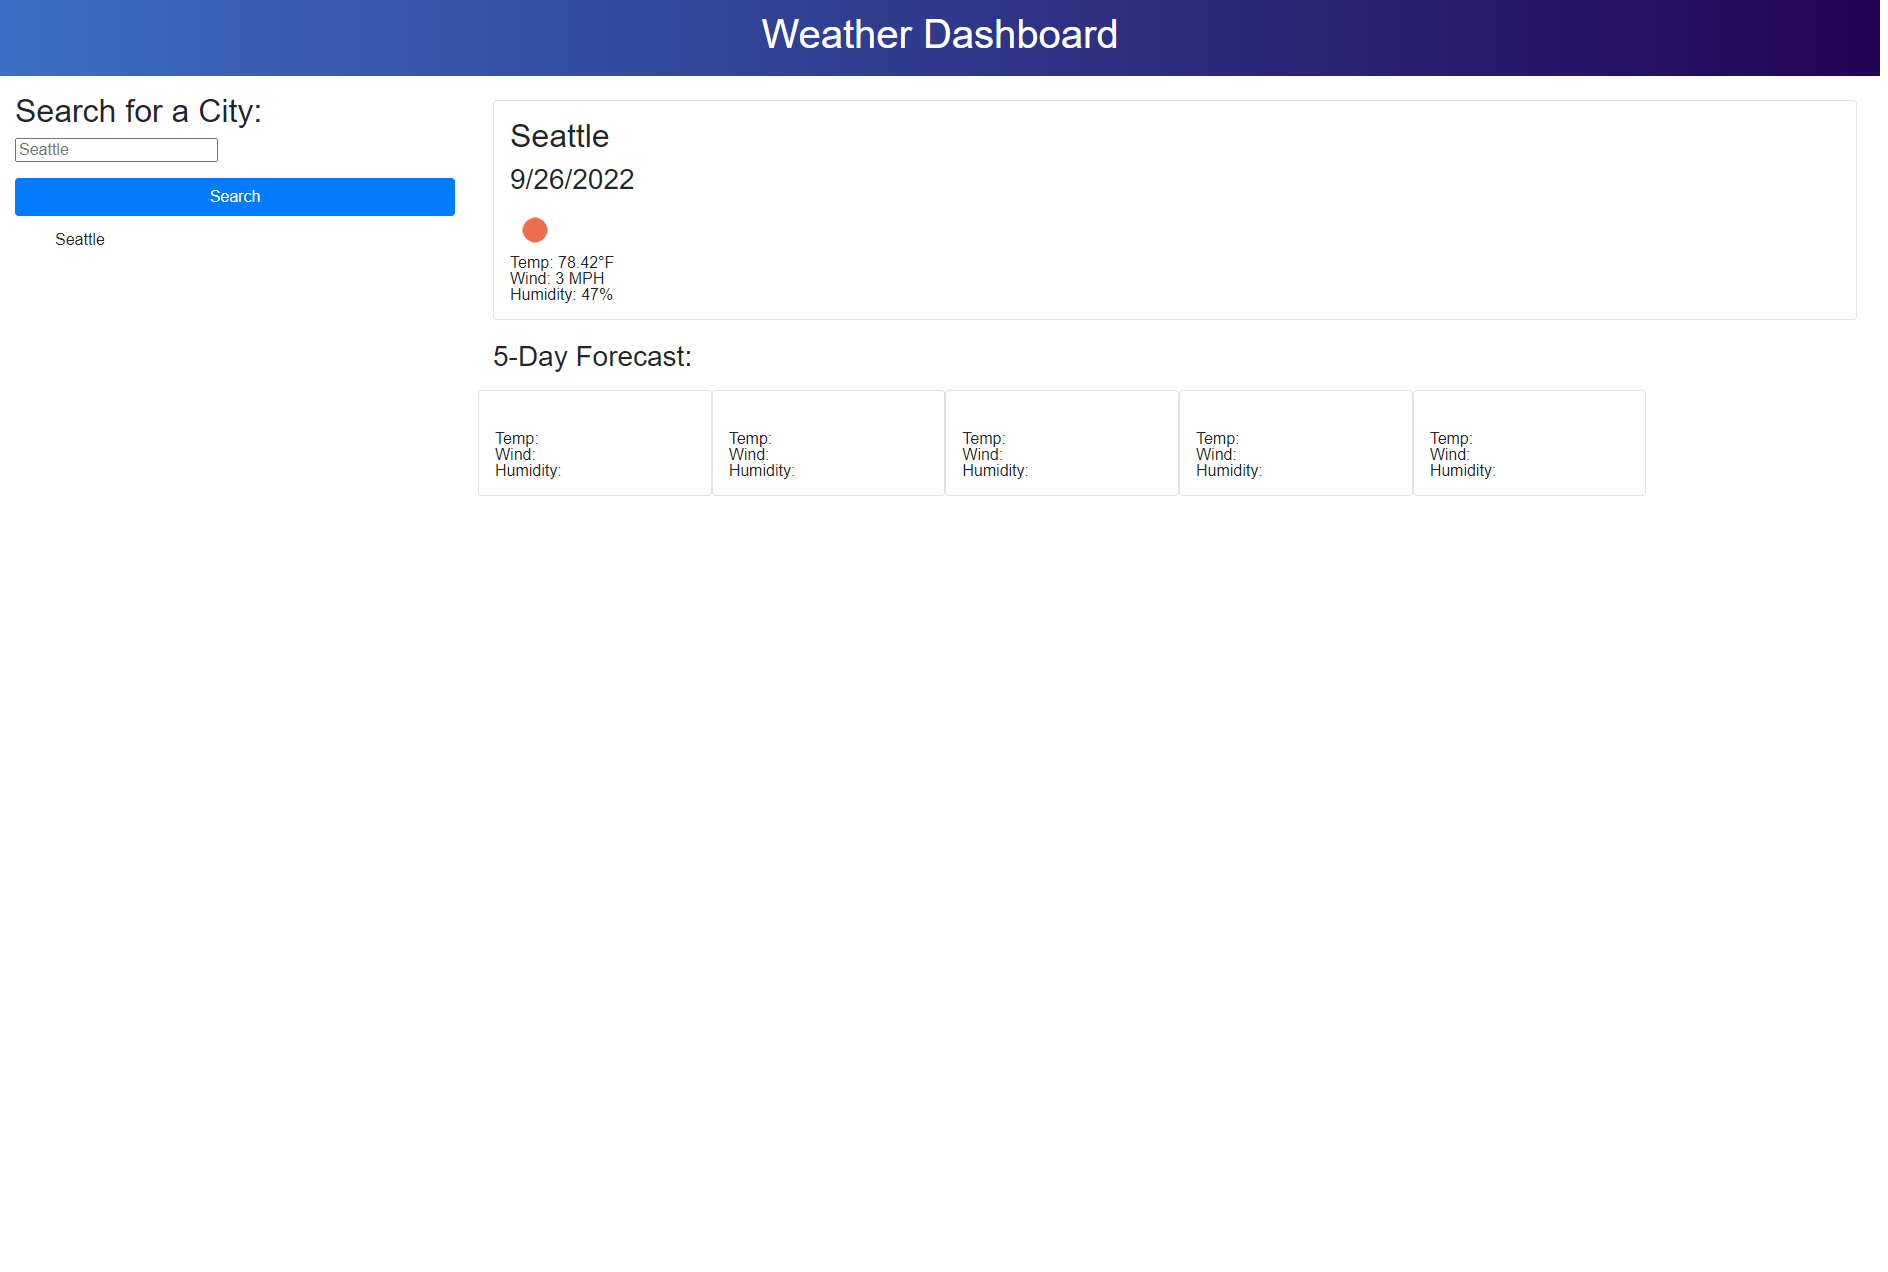 Weather Dashboard
Search for a City:
Seattle
Search
Seattle
Seattle
9/26/2022
Temp: 78.42°F
Wind: 3 MPH
Humidity: 47%
5-Day Forecast:
Temp:
Wind:
Humidity:
Temp:
Wind:
Humidity:
Temp:
Wind:
Humidity:
Temp:
Wind:
Humidity:
Temp:
Wind:
Humidity: